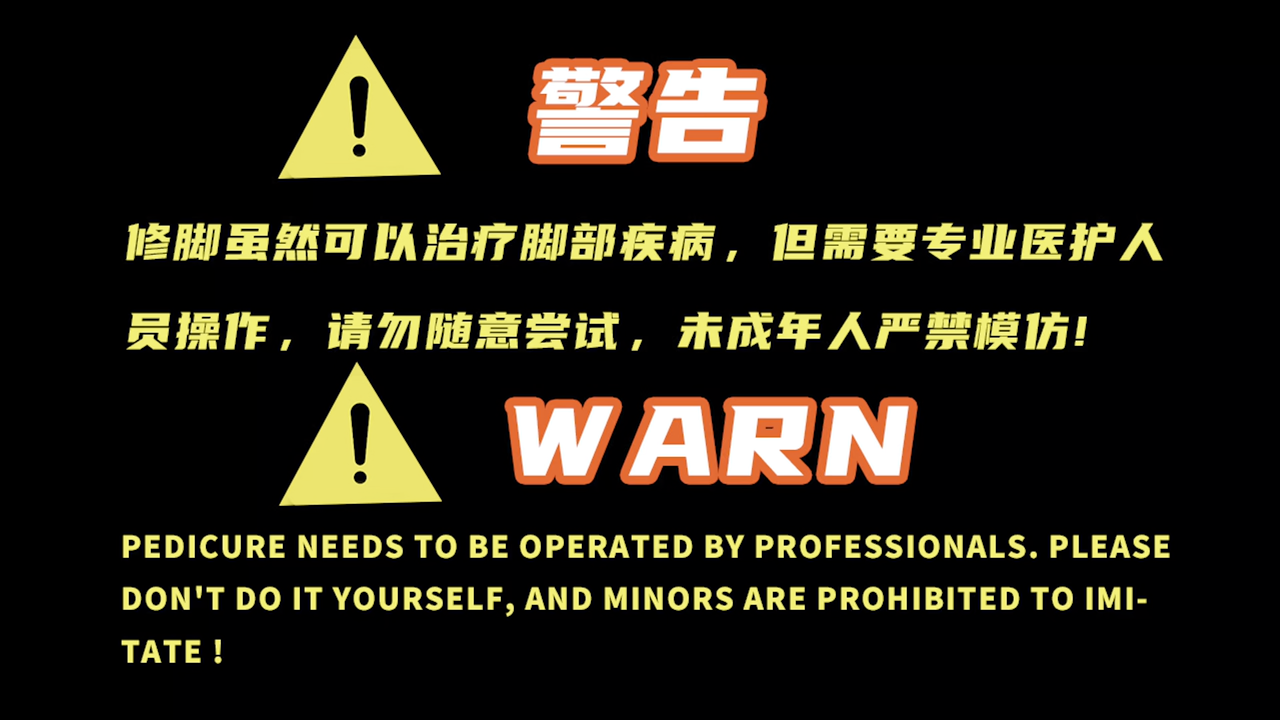 警告
修脚虽然可以治疗脚部疾病，但需要专业医护人
员操作，请勿随意尝试，未成年人严禁模仿!
WARN
PEDICURE NEEDS TO BE OPERATED BY PROFESSIONALS. PLEASE
DON'T DO IT YOURSELF, AND MINORS ARE PROHIBITED TO IMI-
TATE !